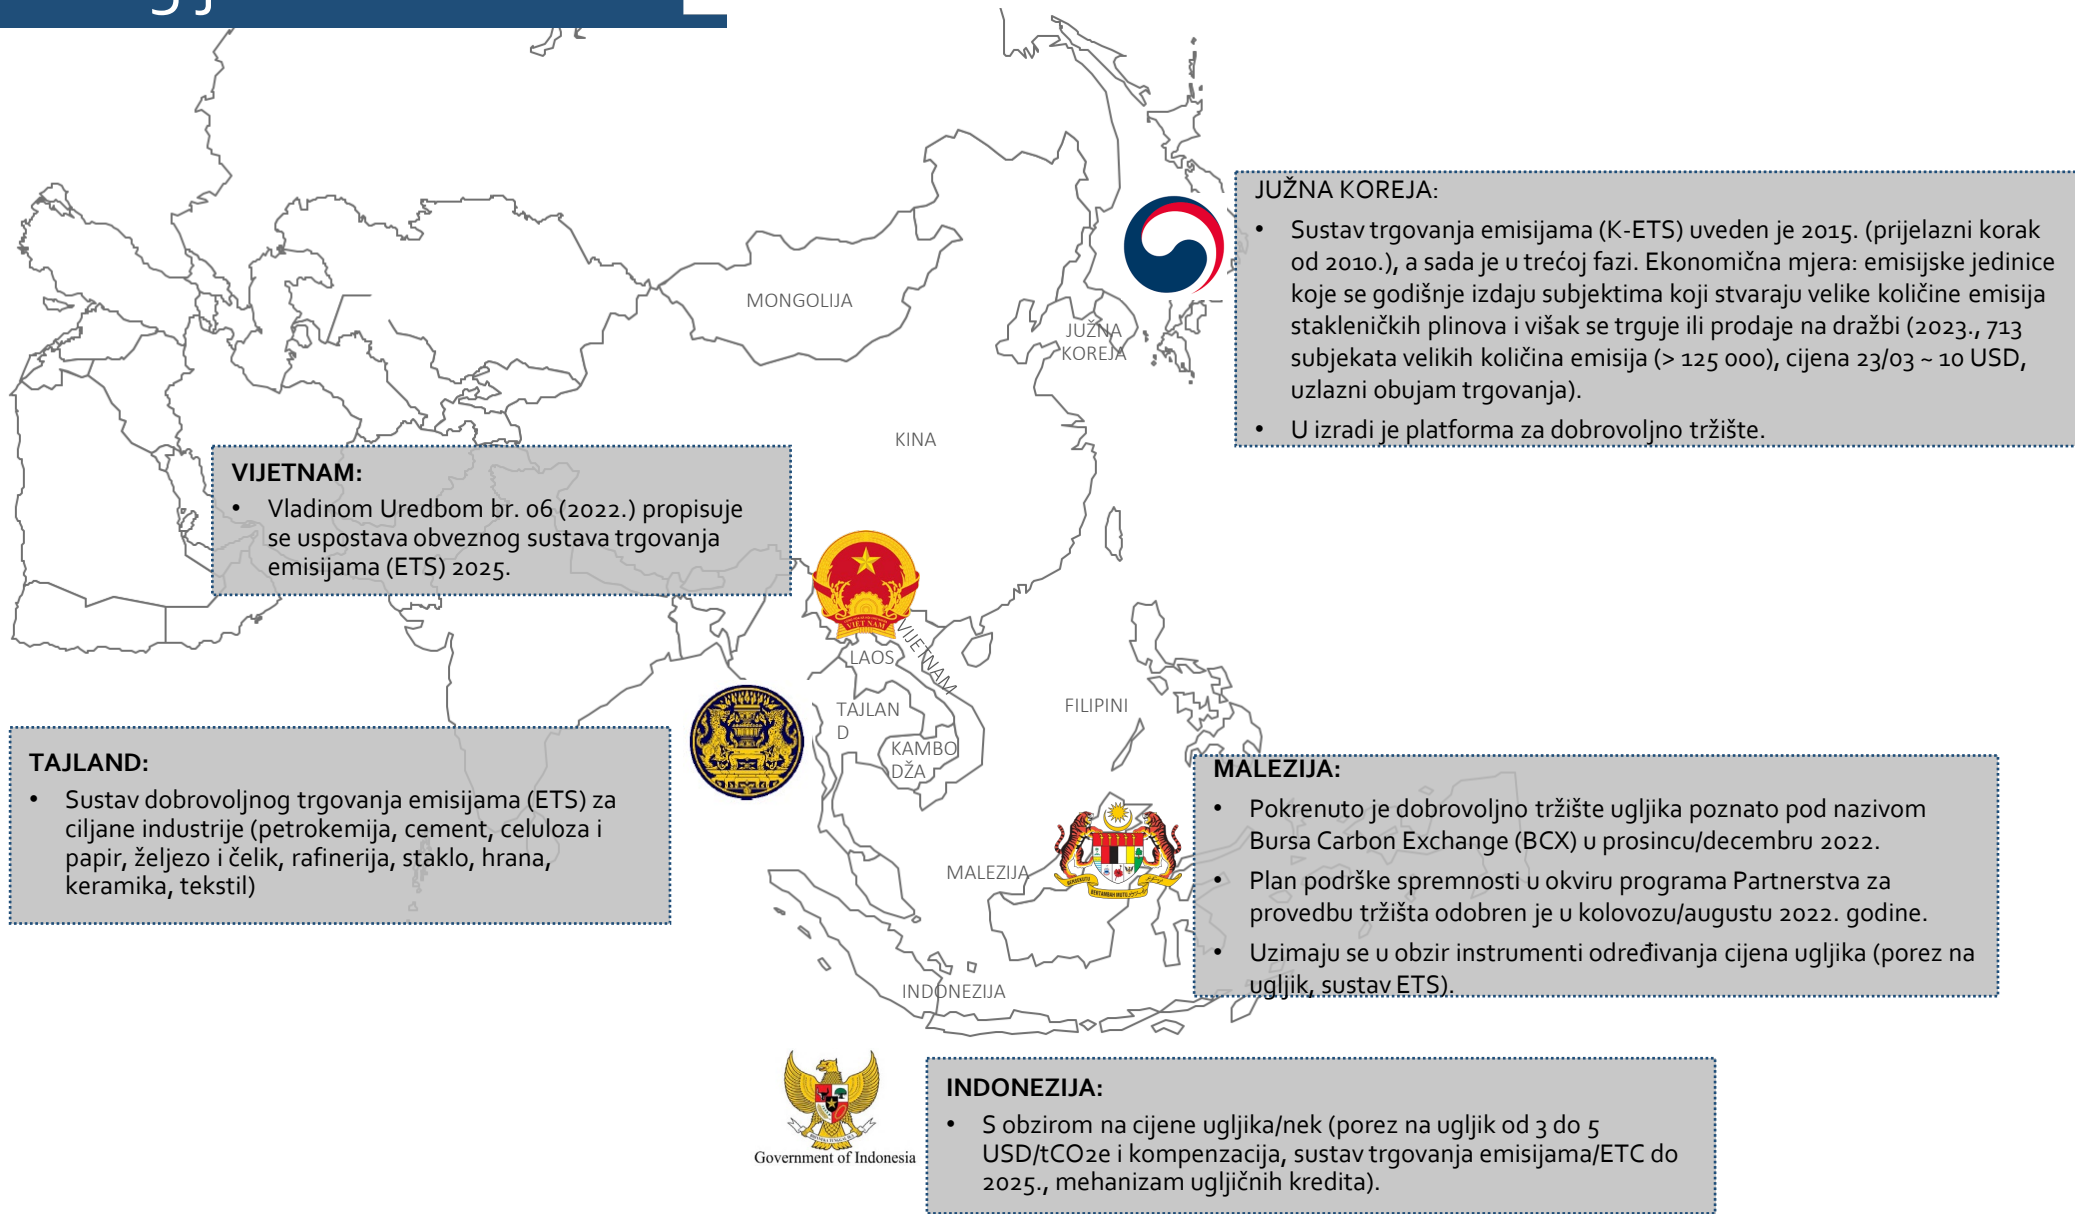 JUŽNA KOREJA:
• Sustav trgovanja emisijama (K-ETS) uveden je 2015. (prijelazni korak
od 2010.), a sada je u trećoj fazi. Ekonomična mjera: emisijske jedinice
koje se godišnje izdaju subjektima koji stvaraju velike količine emisija
stakleničkih plinova i višak se trguje ili prodaje na dražbi (2023., 713
subjekata velikih količina emisija (> 125 000), cijena 23/03 ~ 10 USD,
uzlazni obujam trgovanja).
• U izradi je platforma za dobrovoljno tržište.
MONGOLIJA
JUŽNA
KOREJA
KINA
VIJETNAM:
• Vladinom Uredbom br. 06 (2022.) propisuje
se uspostava obveznog sustava trgovanja
emisijama (ETS) 2025.
VIỆT NAM
VIJETNAM
LAOS
TAJLAN
D
KAMBO
DŽA
FILIPINI
TAJLAND:
• Sustav dobrovoljnog trgovanja emisijama (ETS) za
ciljane industrije (petrokemija, cement, celuloza i
papir, željezo i čelik, rafinerija, staklo, hrana,
keramika, tekstil)
MALEZIJA:
• Pokrenuto je dobrovoljno tržište ugljika poznato pod nazivom
Bursa Carbon Exchange (BCX) u prosincu/decembru 2022.
• Plan podrške spremnosti u okviru programa Partnerstva za
provedbu tržišta odobren je u kolovozu/augustu 2022. godine.
• Uzimaju se u obzir instrumenti određivanja cijena ugljika (porez na
ugljik, sustav ETS).
MALEZIJA
INDONEZIJA
Government of Indonesia
INDONEZIJA:
• S obzirom na cijene ugljika/nek (porez na ugljik od 3 do 5
USD/tCO2e i kompenzacija, sustav trgovanja emisijama/ETC do
2025., mehanizam ugljičnih kredita).